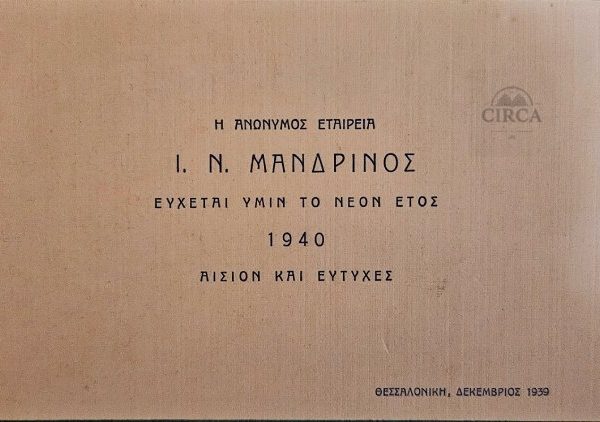 CIRCA
Η ΑΝΩΝΥΜΟΣ ΕΤΑΙΡΕΙΑ
Ι. Ν. ΜΑΝΔΡΙΝΟΣ
ΕΥΧΕΤΑΙ ΥΜΙΝ ΤΟ ΝΕΟΝ ΕΤΟΣ
1940
ΑΙΣΙΟΝ ΚΑΙ ΕΥΤΥΧΕΣ
ΘΕΣΣΑΛΟΝΙΚΗ, ΔΕΚΕΜΒΡΙΟΣ 1939